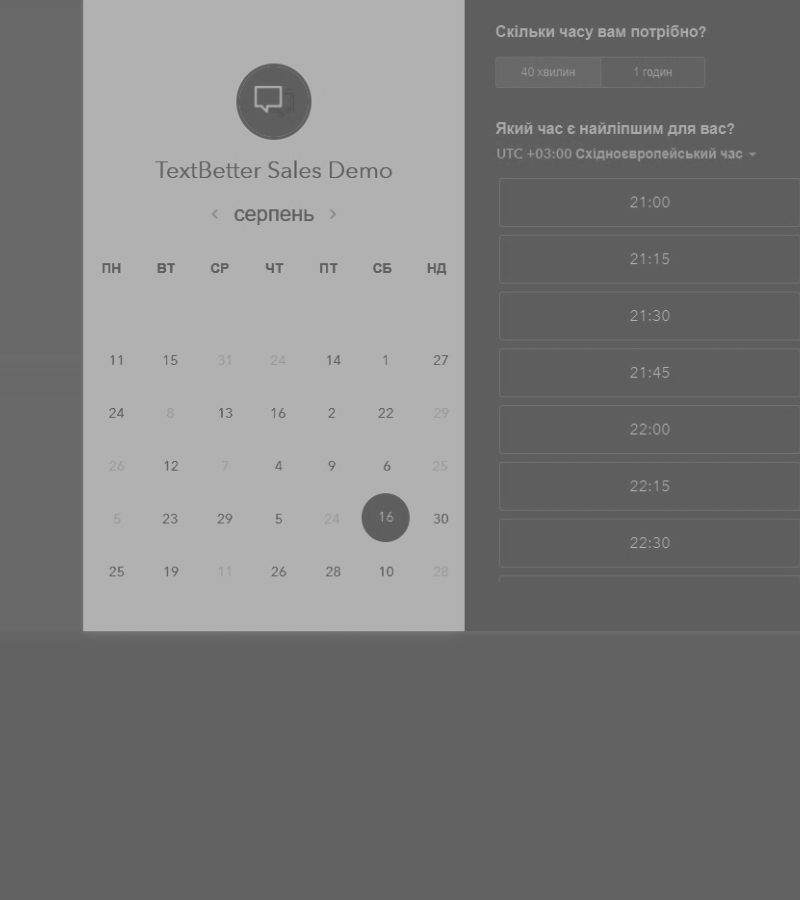 TextBetter Sales Demo
серпень
ПН ВТ СР ЧТ ПТ СБ НД
11 15 31 24 14 1 27
24 8 13 16 2 22 29
26 12 7 4 9 6 25
5 23 29 5 24 16 30
25 19 11 26 28 10 28
Скільки часу вам потрібно?
40 хвилин 1 годин
Який час є найліпшим для вас?
UTC +03:00 Східноєвропейський час
21:00
21:15
21:30
21:45
22:00
22:15
22:30